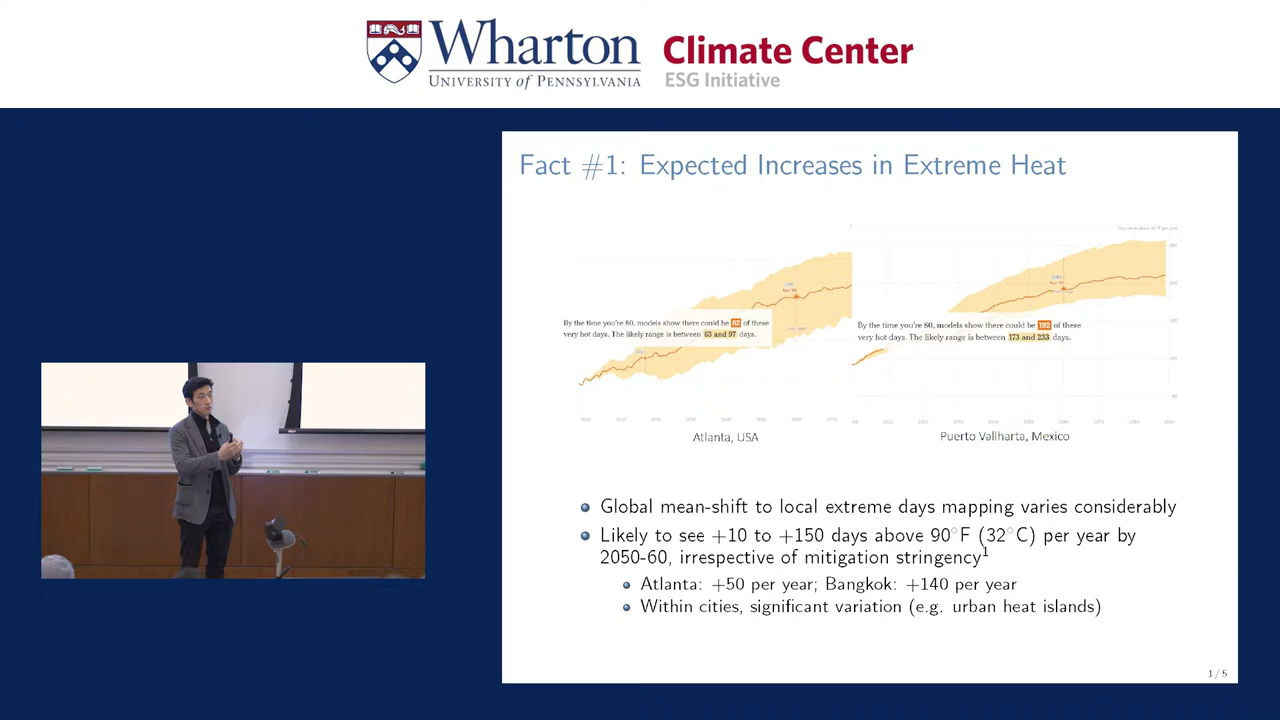 Wharton
UNIVERSITY of PENNSYLVANIA
Climate Center
ESG Initiative
Fact #1: Expected Increases in Extreme Heat
By the time you're 80, models show there could be 82 of these
very hot days. The likely range is between 63 and 97 days.
By the time you're 80, models show there could be 192 of these
very hot days. The likely range is between 173 and 233 days.
Atlanta, USA
Puerto Vallharta, Mexico
Global mean-shift to local extreme days mapping varies considerably
Likely to see +10 to +150 days above 90°F (32°C) per year by
2050-60, irrespective of mitigation stringency1
Atlanta: +50 per year; Bangkok: +140 per year
Within cities, significant variation (e.g. urban heat islands)
1 / 5